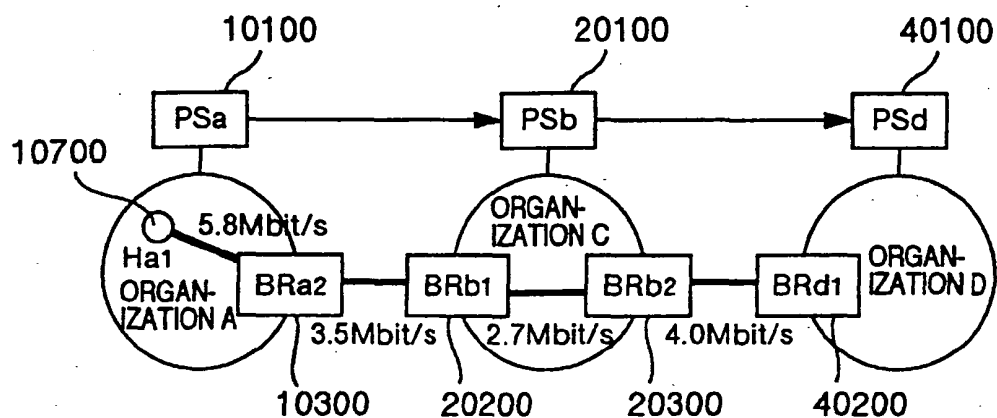 10100
20100
40100
PSa
PSb
PSd
10700
5.8Mbit/s
Ha1
ORGAN-
IZATION A
BRa2
3.5Mbit/s
BRb1
ORGAN-
IZATION C
2.7Mbit/s
BRb2
4.0Mbit/s
BRd1
ORGAN-
IZATION D
10300
20200
20300
40200